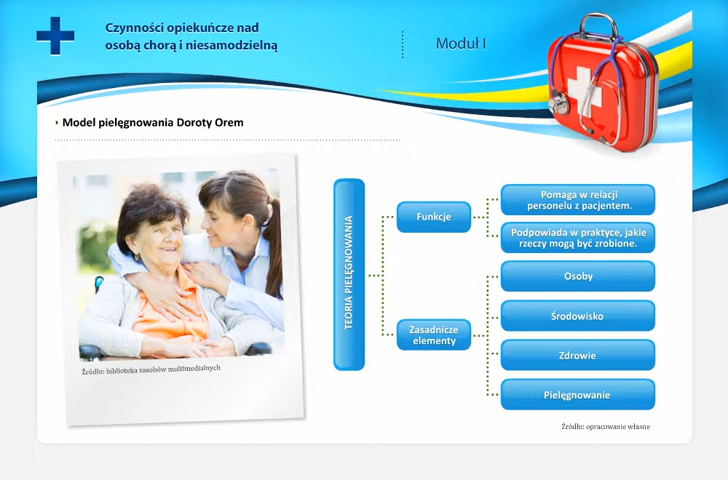 Czynności opiekuńcze nad
osobą chorą i niesamodzielną
Moduł I
Model pielęgnowania Doroty Orem
Źródło: biblioteka zasobów multimedialnych
TEORIA PIELĘGNOWANIA
Funkcje
Pomaga w relacji
personelu z pacjentem.
Podpowiada w praktyce, jakie
rzeczy mogą być zrobione.
Zasadnicze
elementy
Osoby
Środowisko
Zdrowie
Pielęgnowanie
Źródło: opracowanie własne